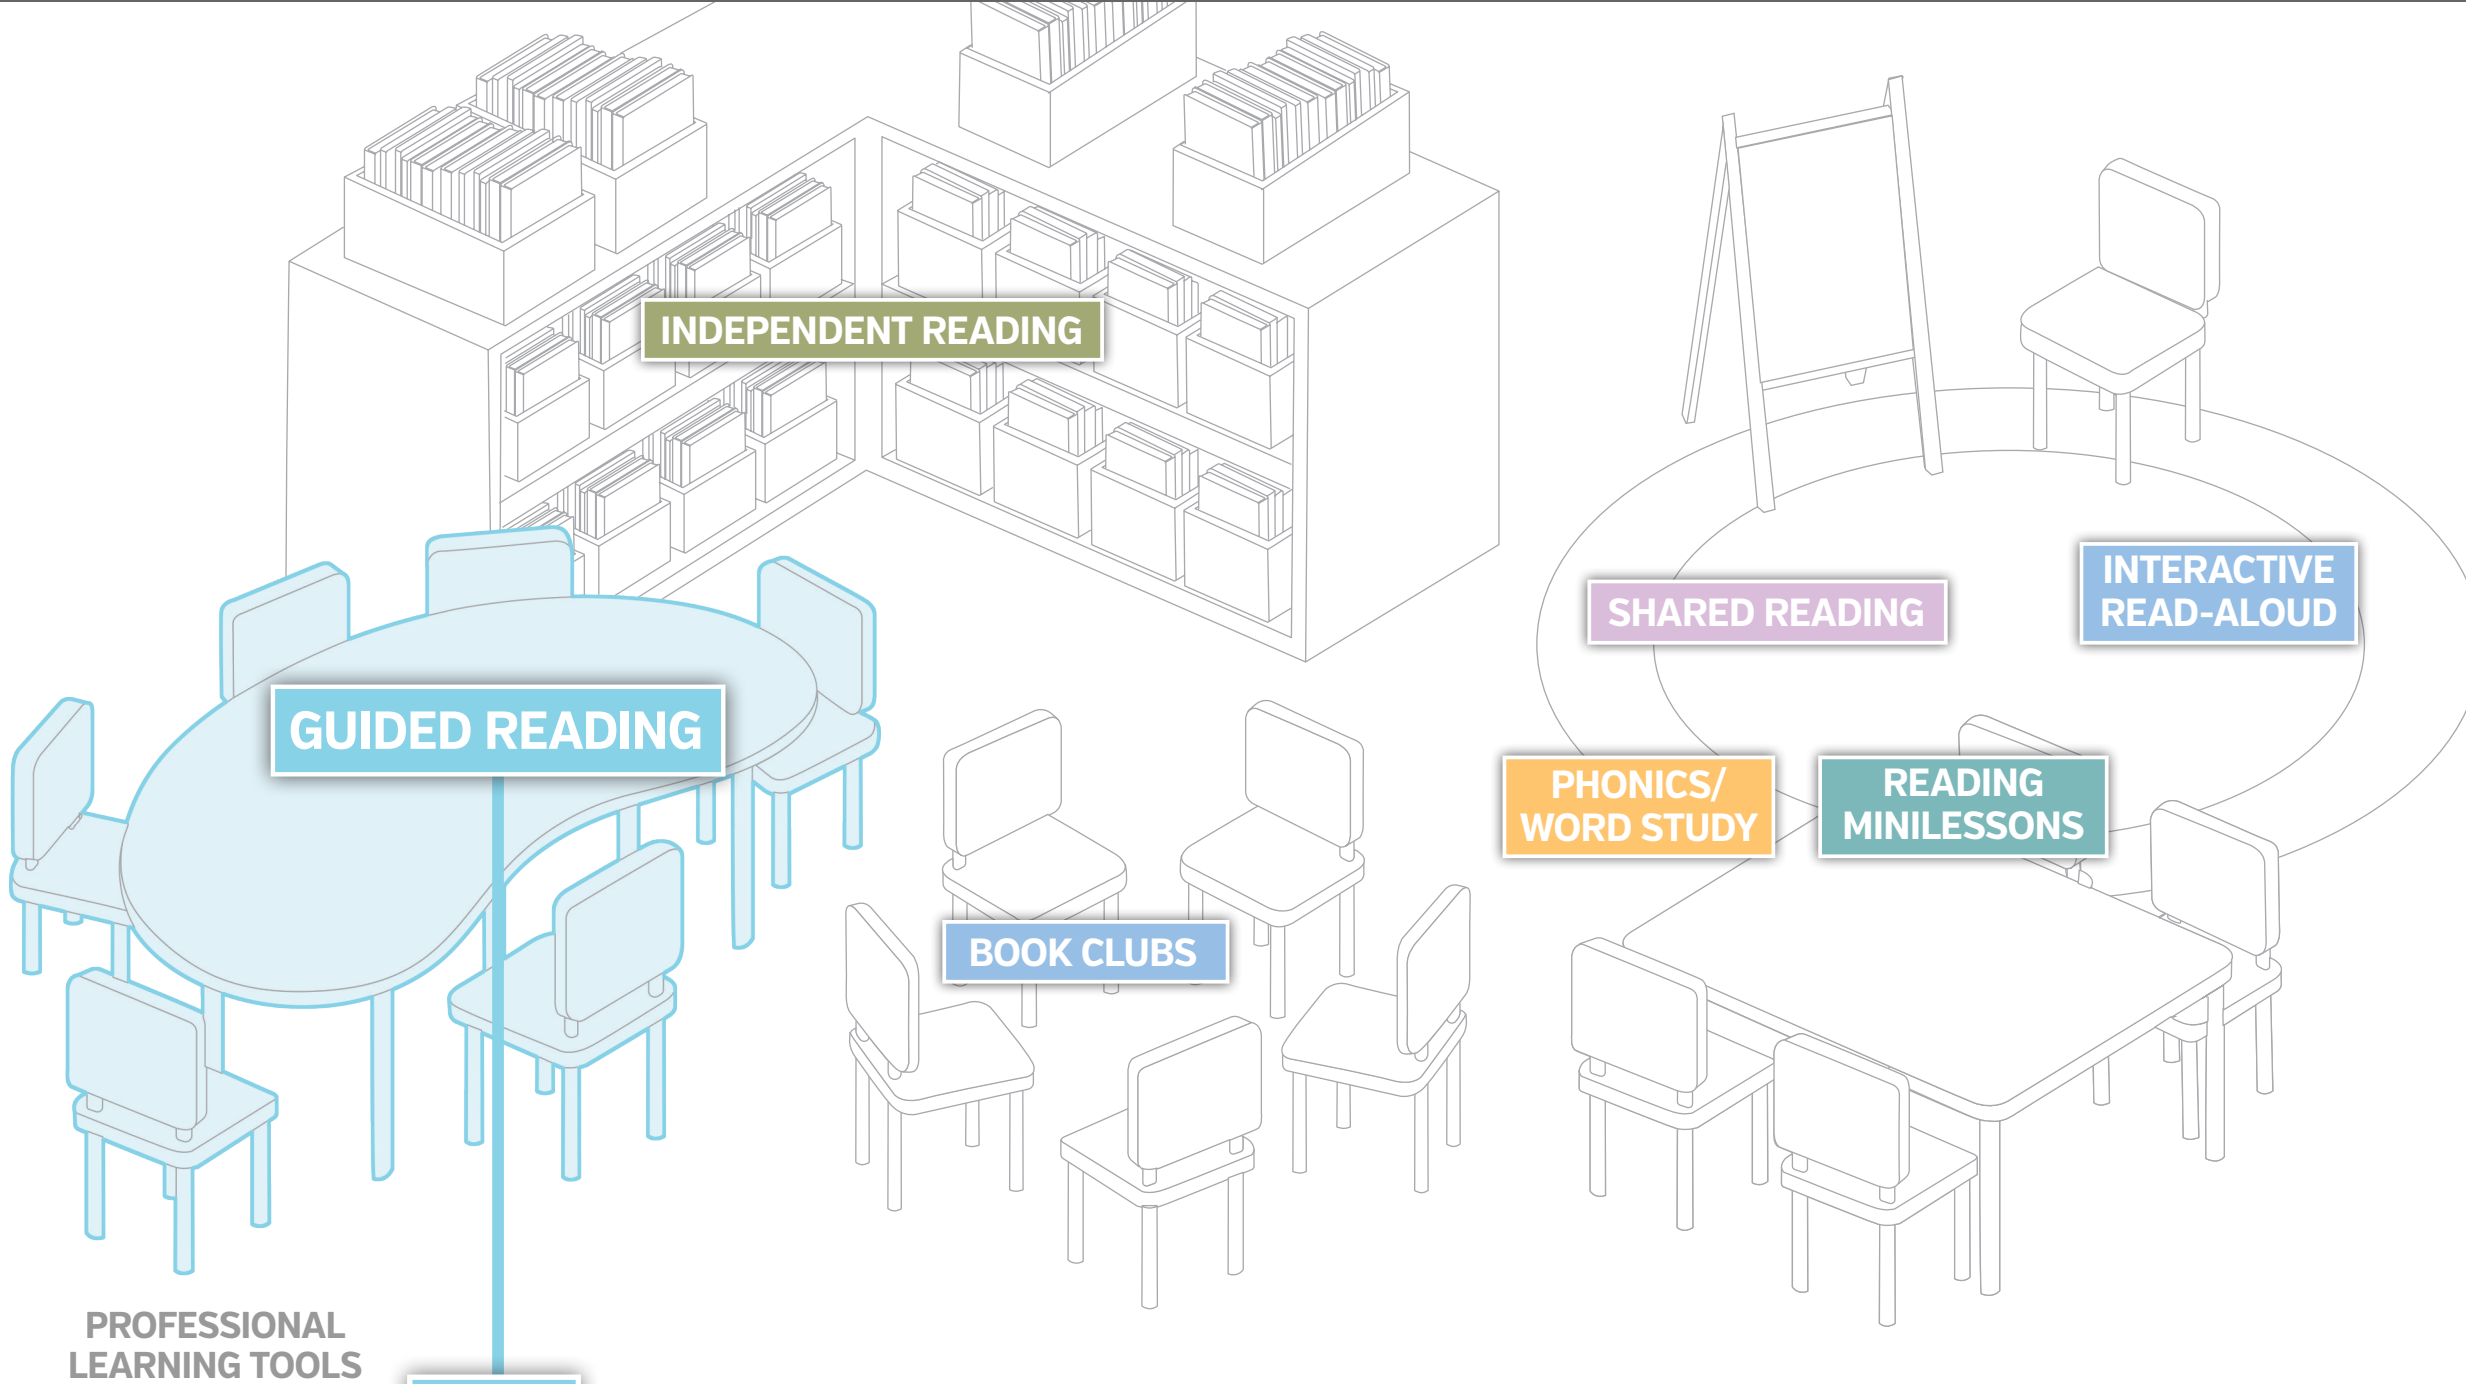 INDEPENDENT READING
INTERACTIVE
READ-ALOUD
SHARED READING
GUIDED READING
PHONICS/
WORD STUDY
READING
MINILESSONS
BOOK CLUBS
PROFESSIONAL
LEARNING TOOLS